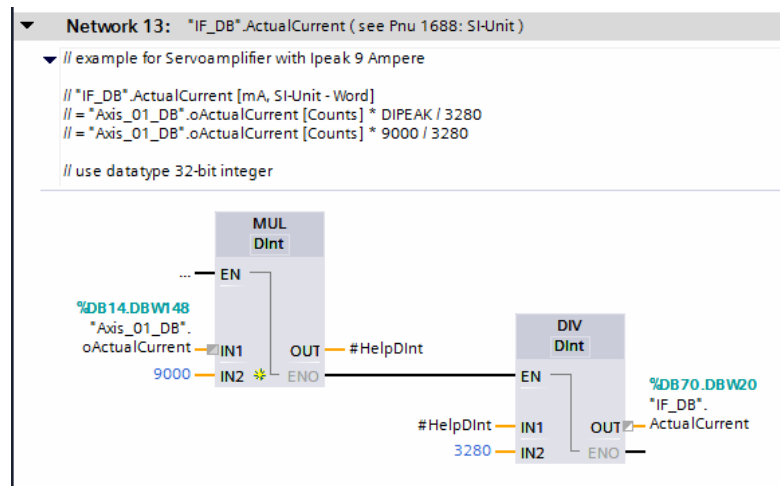 Network 13: "IF_DB".ActualCurrent ( see Pnu 1688: SI-Unit )
// example for Servoamplifier with Ipeak 9 Ampere
// "IF_DB".ActualCurrent [mA, SI-Unit - Word]
// = "Axis_01_DB".oActualCurrent [Counts] * DIPEAK / 3280
// = "Axis_01_DB".oActualCurrent [Counts] * 9000 / 3280
// use datatype 32-bit integer
MUL
DInt
... EN
%DB14.DBW148
"Axis_01_DB".
oActualCurrent IN1 OUT #HelpDInt
9000 IN2 ENO
DIV
DInt
EN
%DB70.DBW20
"IF_DB".
#HelpDInt IN1 OUT ActualCurrent
3280 IN2 ENO